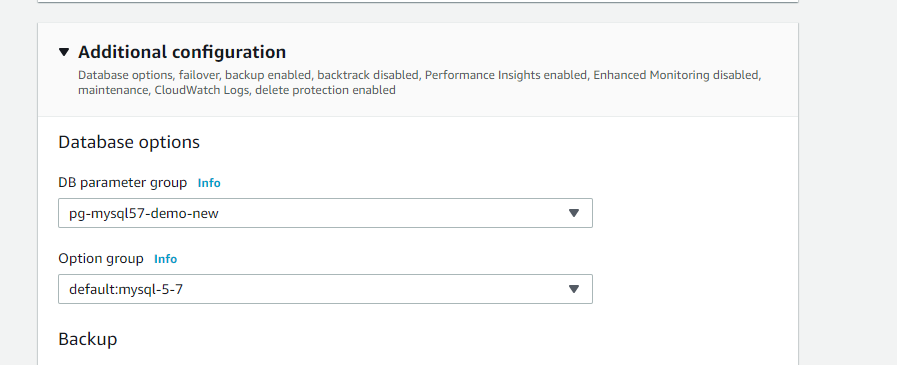 Additional configuration
Database options, failover, backup enabled, backtrack disabled, Performance Insights enabled, Enhanced Monitoring disabled,
maintenance, CloudWatch Logs, delete protection enabled
Database options
DB parameter group Info
pg-mysql57-demo-new
Option group Info
default:mysql-5-7
Backup